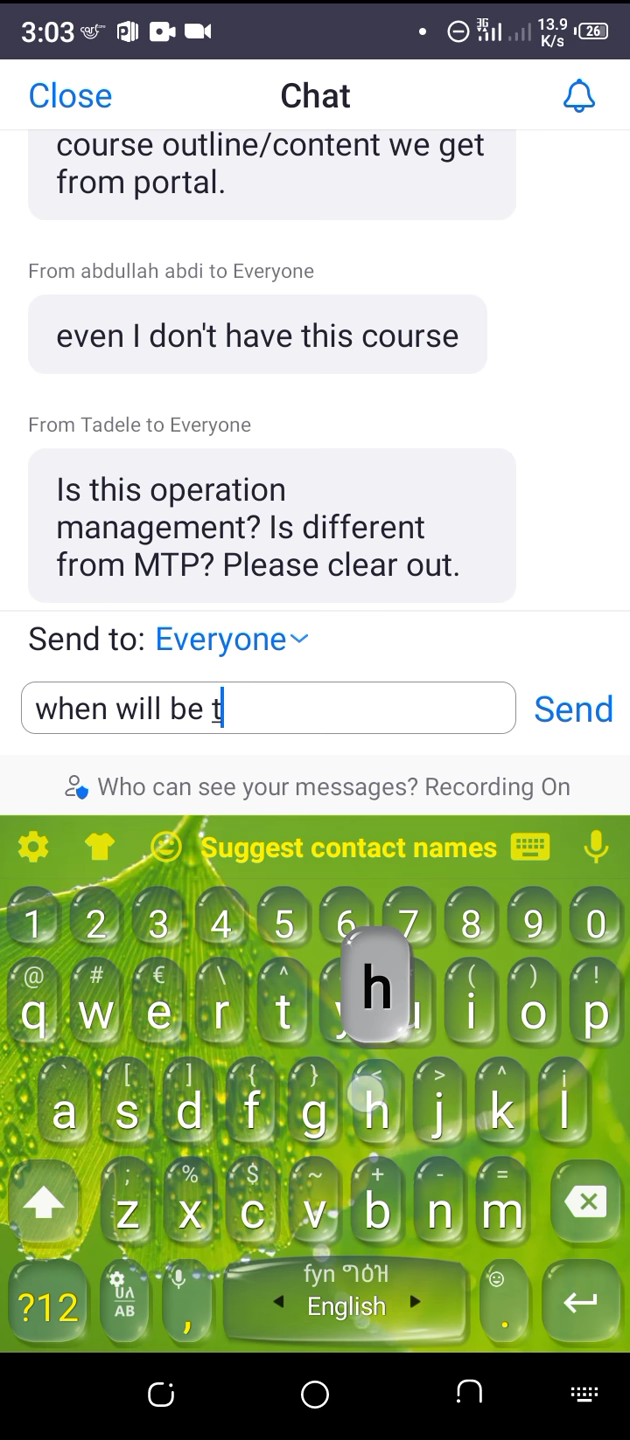 3:03 3G 13.9 K/s 26
Close Chat
course outline/content we get
from portal.
From abdullah abdi to Everyone
even I don't have this course
From Tadele to Everyone
Is this operation
management? Is different
from MTP? Please clear out.
Send to: Everyone
when will be t Send
Who can see your messages? Recording On
Suggest contact names
1 2 3 4 5 6 7 8 9 0
@ # € \ ^ ( ) !
q w e r t y u i o p
h
` [ ] { } < > ^ ¡
a s d f g h j k l
; % $ ~ + - =
z x c v b n m
?12 , English .